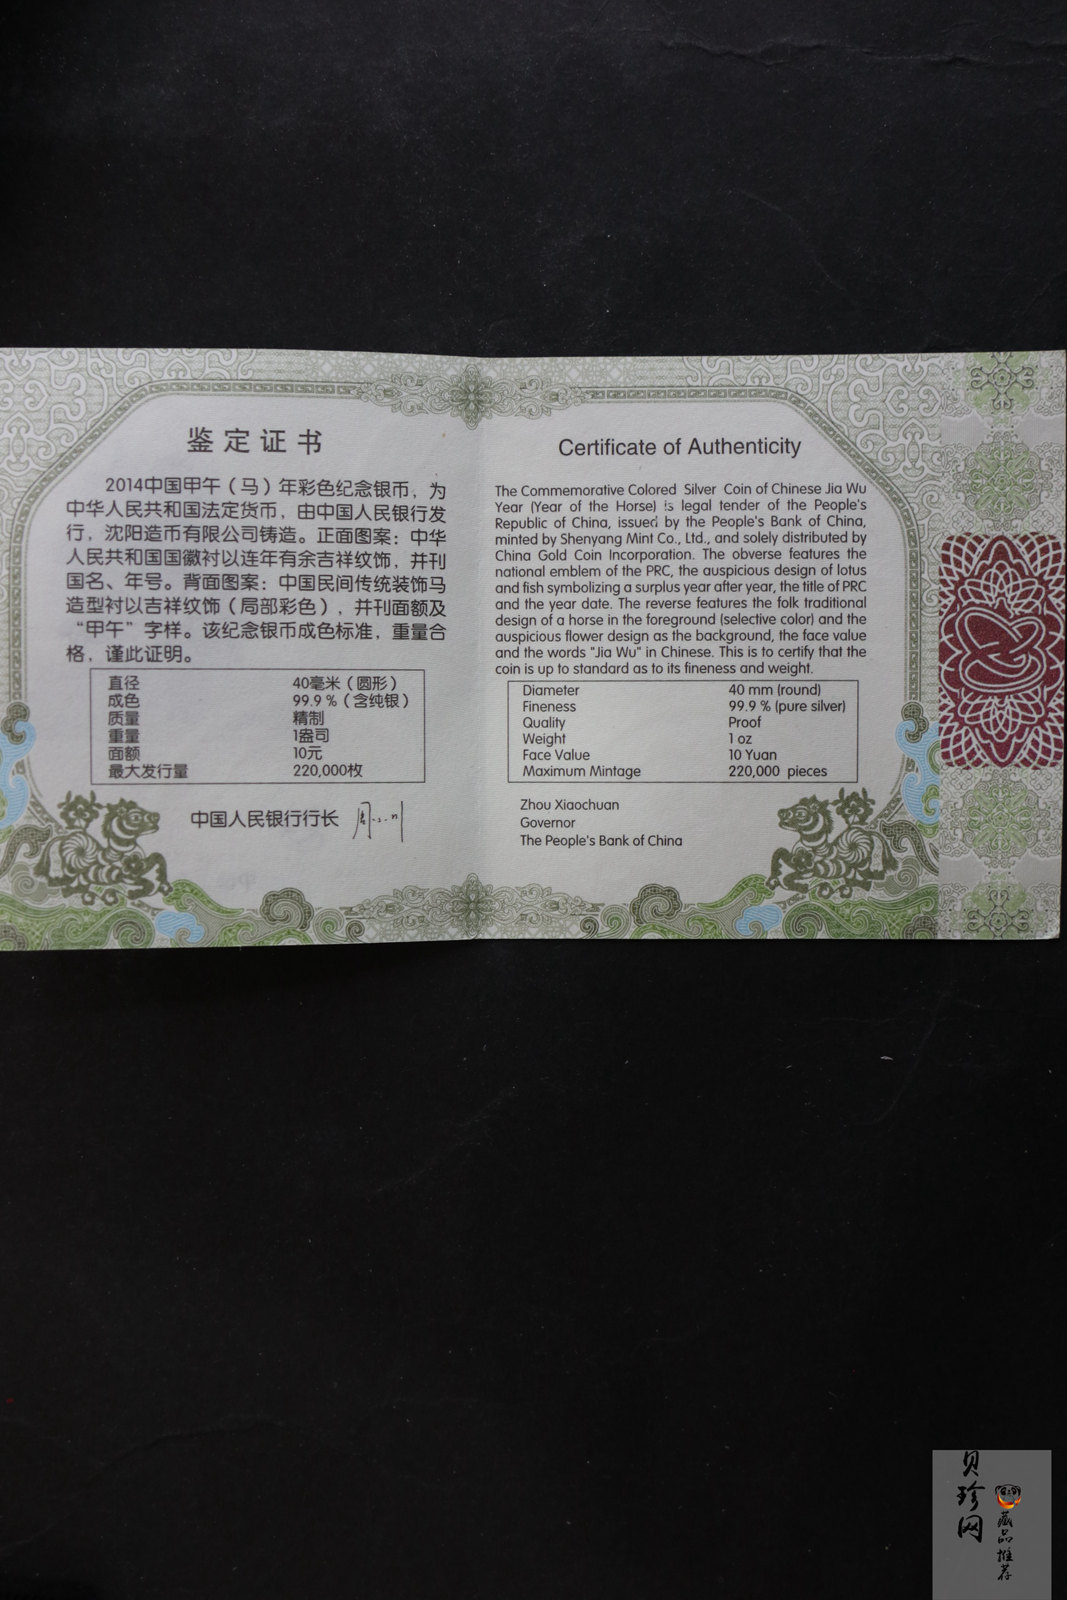 鉴定证书
2014中国甲午（马）年彩色纪念银币，为
中华人民共和国法定货币，由中国人民银行发
行，沈阳造币有限公司铸造。正面图案：中华
人民共和国国徽衬以连年有余吉祥纹饰，并刊
国名、年号。背面图案：中国民间传统装饰马
造型衬以吉祥纹饰（局部彩色），并刊面额及
“甲午”字样。该纪念银币成色标准，重量合
格，谨此证明。
直径 40毫米（圆形）
成色 99.9％（含纯银）
质量 精制
重量 1盎司
面额 10元
最大发行量 220,000枚
中国人民银行行长
Certificate of Authenticity
The Commemorative Colored Silver Coin of Chinese Jia Wu
Year (Year of the Horse) is legal tender of the People's
Republic of China, issued by the People's Bank of China,
minted by Shenyang Mint Co., Ltd., and solely distributed by
China Gold Coin Incorporation. The obverse features the
national emblem of the PRC, the auspicious design of lotus
and fish symbolizing a surplus year after year, the title of PRC
and the year date. The reverse features the folk traditional
design of a horse in the foreground (selective color) and the
auspicious flower design as the background, the face value
and the words "Jia Wu" in Chinese. This is to certify that the
coin is up to standard as to its fineness and weight.
Diameter 40 mm (round)
Fineness 99.9 % (pure silver)
Quality Proof
Weight 1 oz
Face Value 10 Yuan
Maximum Mintage 220,000 pieces
Zhou Xiaochuan
Governor
The People's Bank of China
贝珍网
藏品推荐